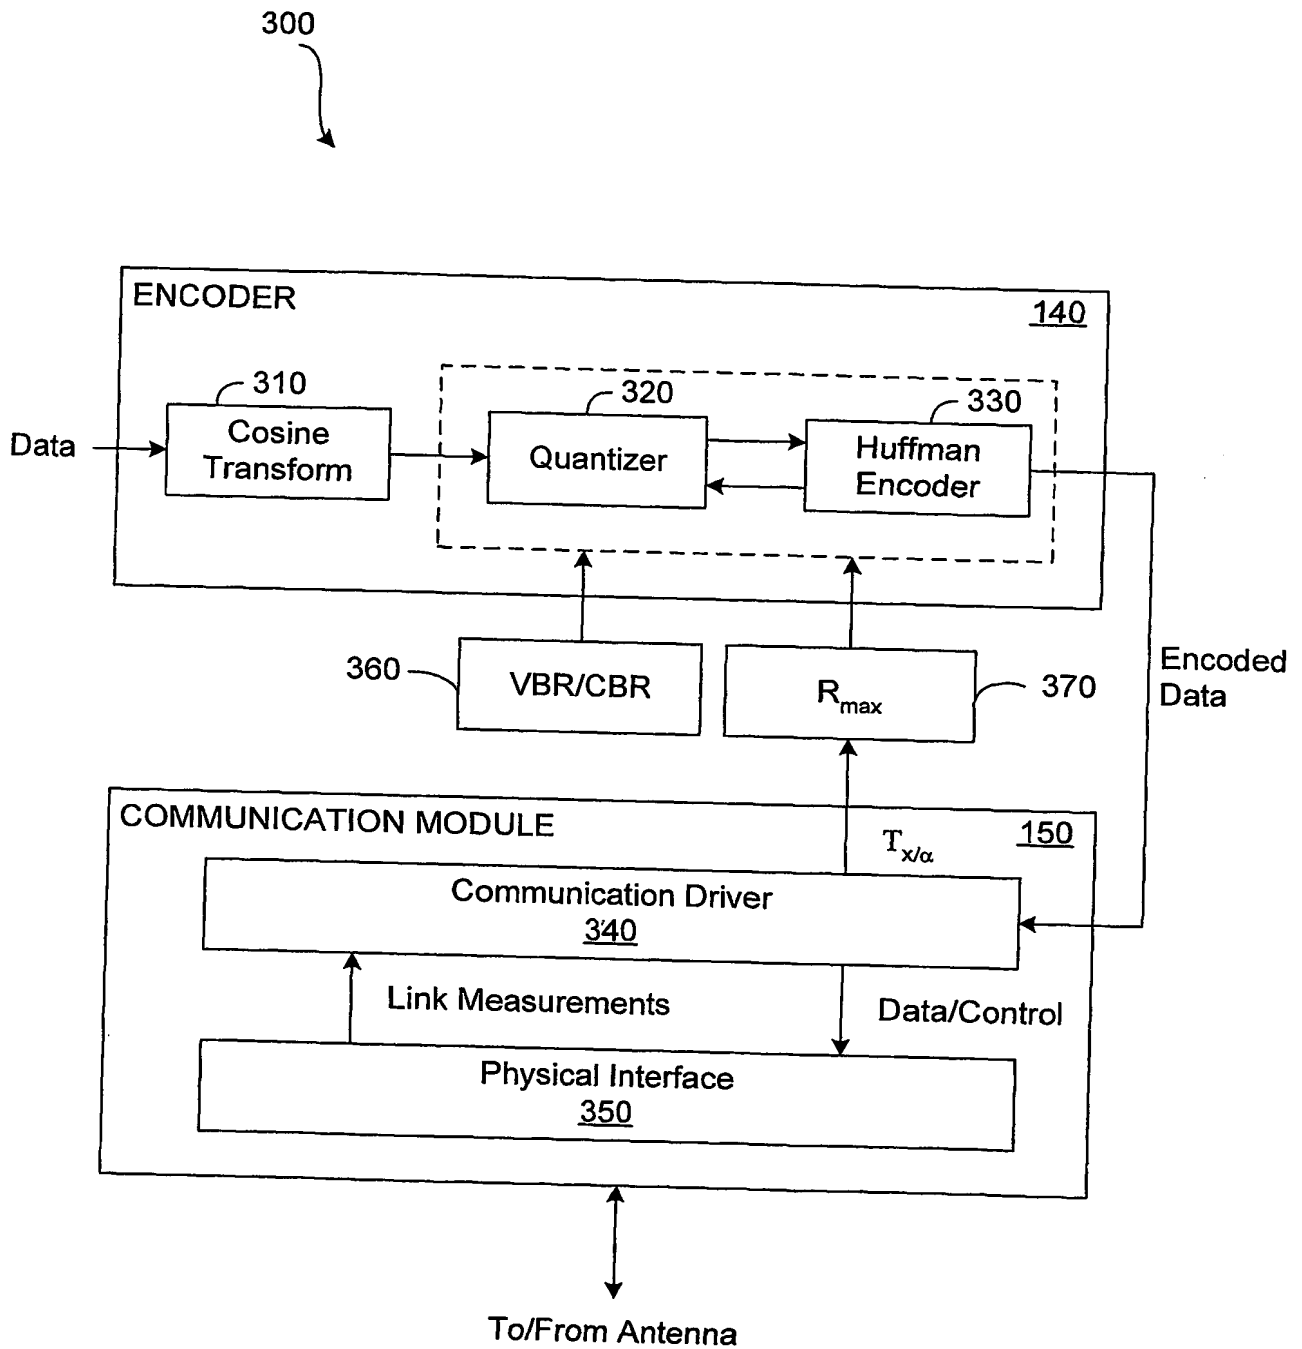 300
ENCODER
140
310
320
330
Data
Cosine
Transform
Quantizer
Huffman
Encoder
360
VBR/CBR
Rmax
370
Encoded
Data
COMMUNICATION MODULE
150
Tx/α
Communication Driver
340
Link Measurements
Data/Control
Physical Interface
350
To/From Antenna